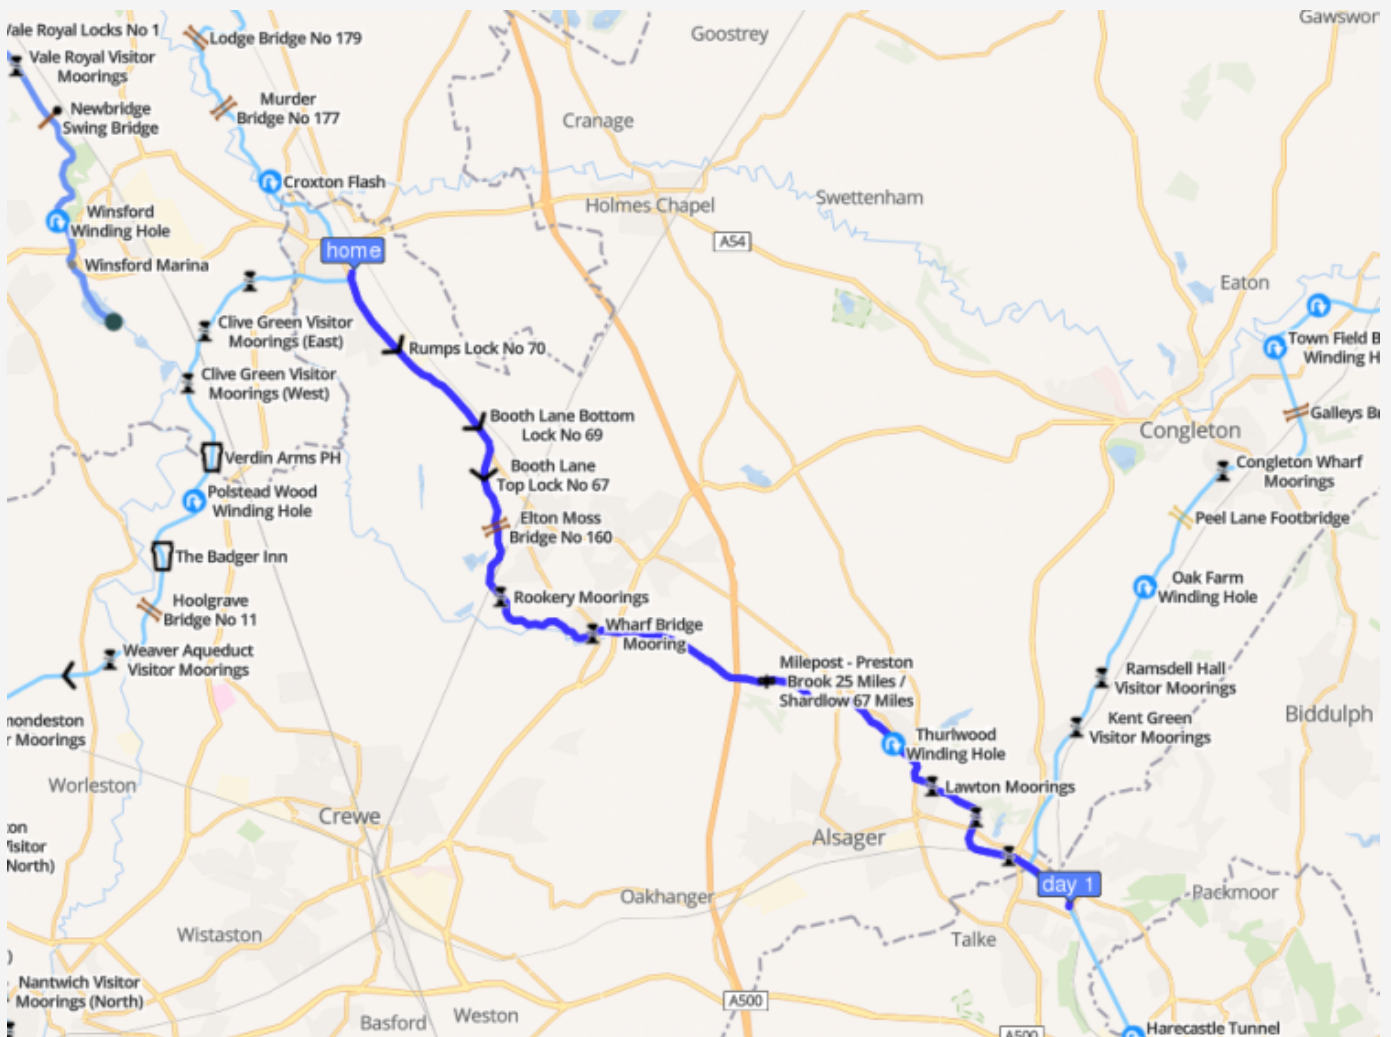 Vale Royal Locks No 1
Vale Royal Visitor
Moorings
Newbridge
Swing Bridge
Winsford
Winding Hole
Winsford Marina
Lodge Bridge No 179
Murder
Bridge No 177
Croxton Flash
home
Goostrey
Cranage
Holmes Chapel
Swettenham
A54
Gawswor
Eaton
Town Field B
Winding H
Galleys Br
Congleton
Congleton Wharf
Moorings
Peel Lane Footbridge
Oak Farm
Winding Hole
Ramsdell Hall
Visitor Moorings
Kent Green
Visitor Moorings
Biddulph
Clive Green Visitor
Moorings (East)
Clive Green Visitor
Moorings (West)
Verdin Arms PH
Polstead Wood
Winding Hole
The Badger Inn
Hoolgrave
Bridge No 11
Weaver Aqueduct
Visitor Moorings
mondeston
r Moorings
Rumps Lock No 70
Booth Lane Bottom
Lock No 69
Booth Lane
Top Lock No 67
Elton Moss
Bridge No 160
Rookery Moorings
Wharf Bridge
Mooring
Milepost - Preston
Brook 25 Miles /
Shardlow 67 Miles
Thurlwood
Winding Hole
Lawton Moorings
day 1
Worleston
on
isitor
North)
Crewe
Alsager
Oakhanger
Packmoor
Talke
Wistaston
)
Nantwich Visitor
Moorings (North)
Basford
Weston
A500
A500
Harecastle Tunnel